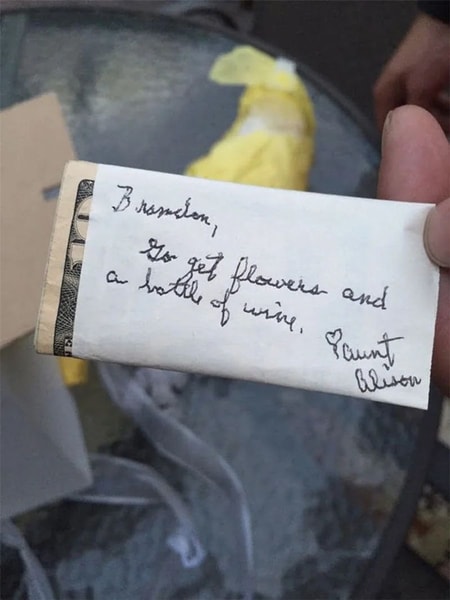 Brandon,
Go get flowers and
a bottle of wine.
♡ aunt
Alison